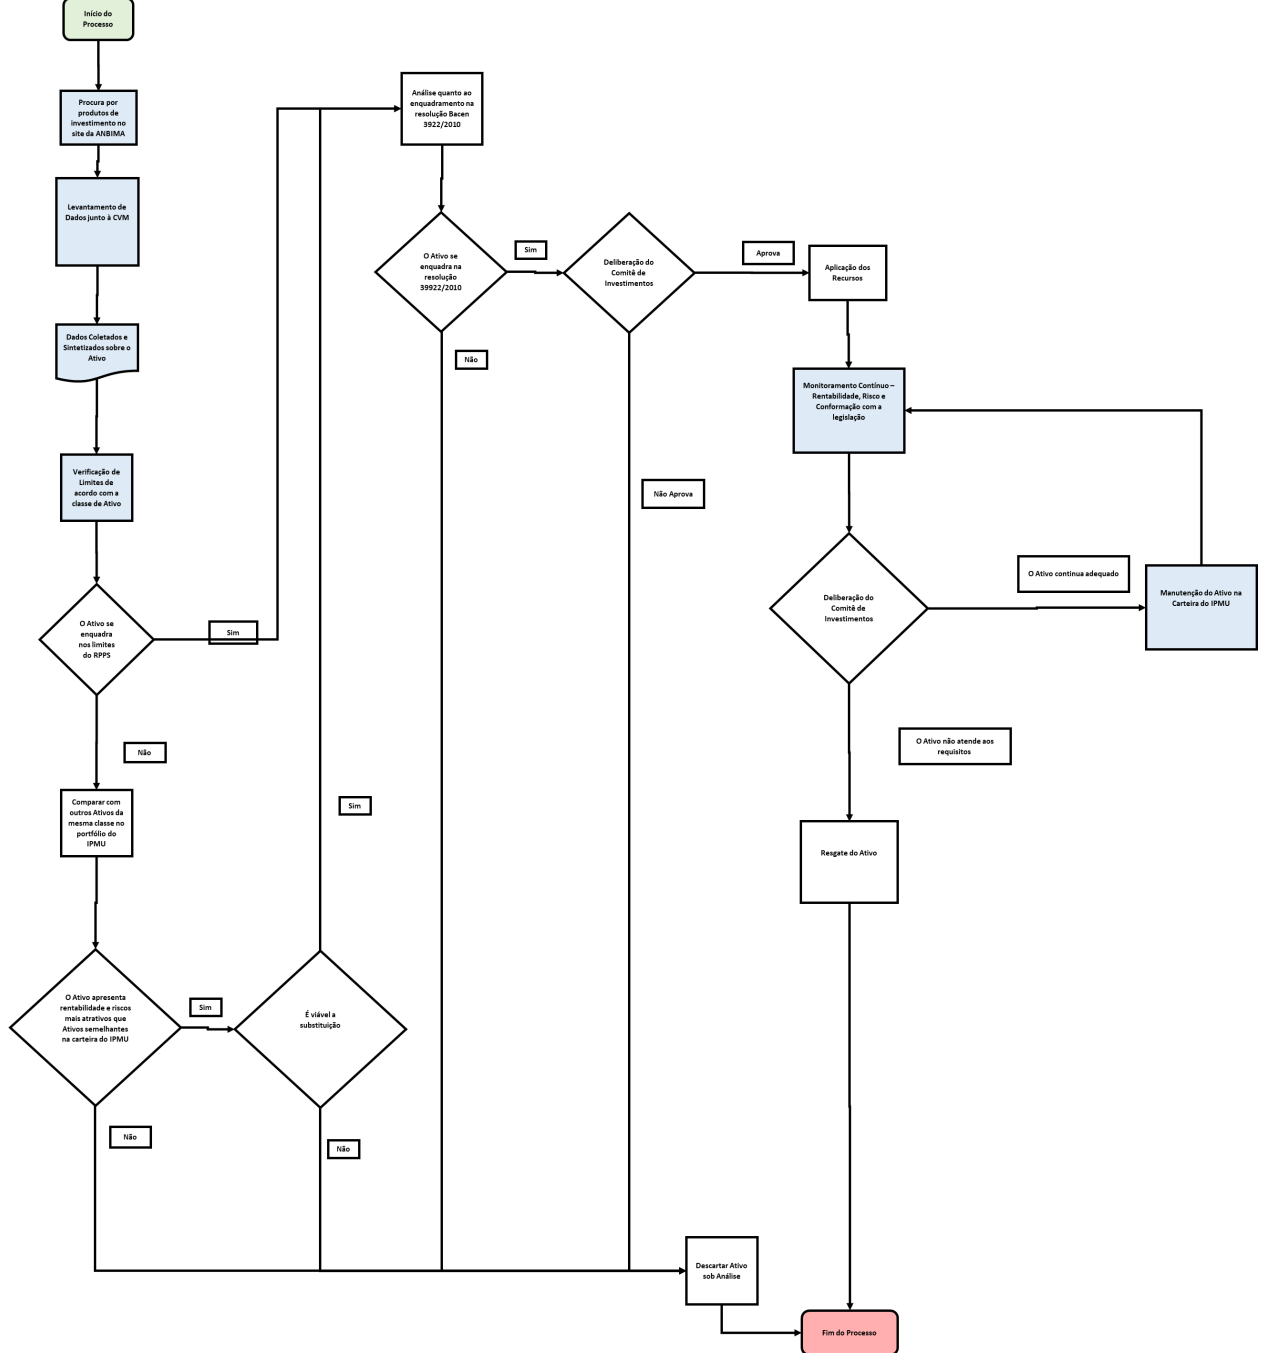 Início do
Processo
Procura por
produtos de
investimento no
site da ANBIMA
Levantamento de
Dados junto à CVM
Dados Coletados e
Sintetizados sobre o
Ativo
Verificação de
Limites de
acordo com a
classe de Ativo
O Ativo se
enquadra
nos limites
do RPPS
Sim
Não
Comparar com
outros Ativos da
mesma classe no
portfólio do
IPMU
O Ativo apresenta
rentabilidade e riscos
mais atrativos que
Ativos semelhantes
na carteira do IPMU
Sim
Não
É viável a
substituição
Sim
Não
Análise quanto ao
enquadramento na
resolução Bacen
3922/2010
O Ativo se
enquadra na
resolução
39922/2010
Sim
Não
Deliberação do
Comitê de
Investimentos
Aprova
Não Aprova
Aplicação dos
Recursos
Monitoramento Contínuo –
Rentabilidade, Risco e
Conformação com a
legislação
Deliberação do
Comitê de
Investimentos
O Ativo continua adequado
Manutenção do Ativo na
Carteira do IPMU
O Ativo não atende aos
requisitos
Resgate do Ativo
Descartar Ativo
sob Análise
Fim do Processo